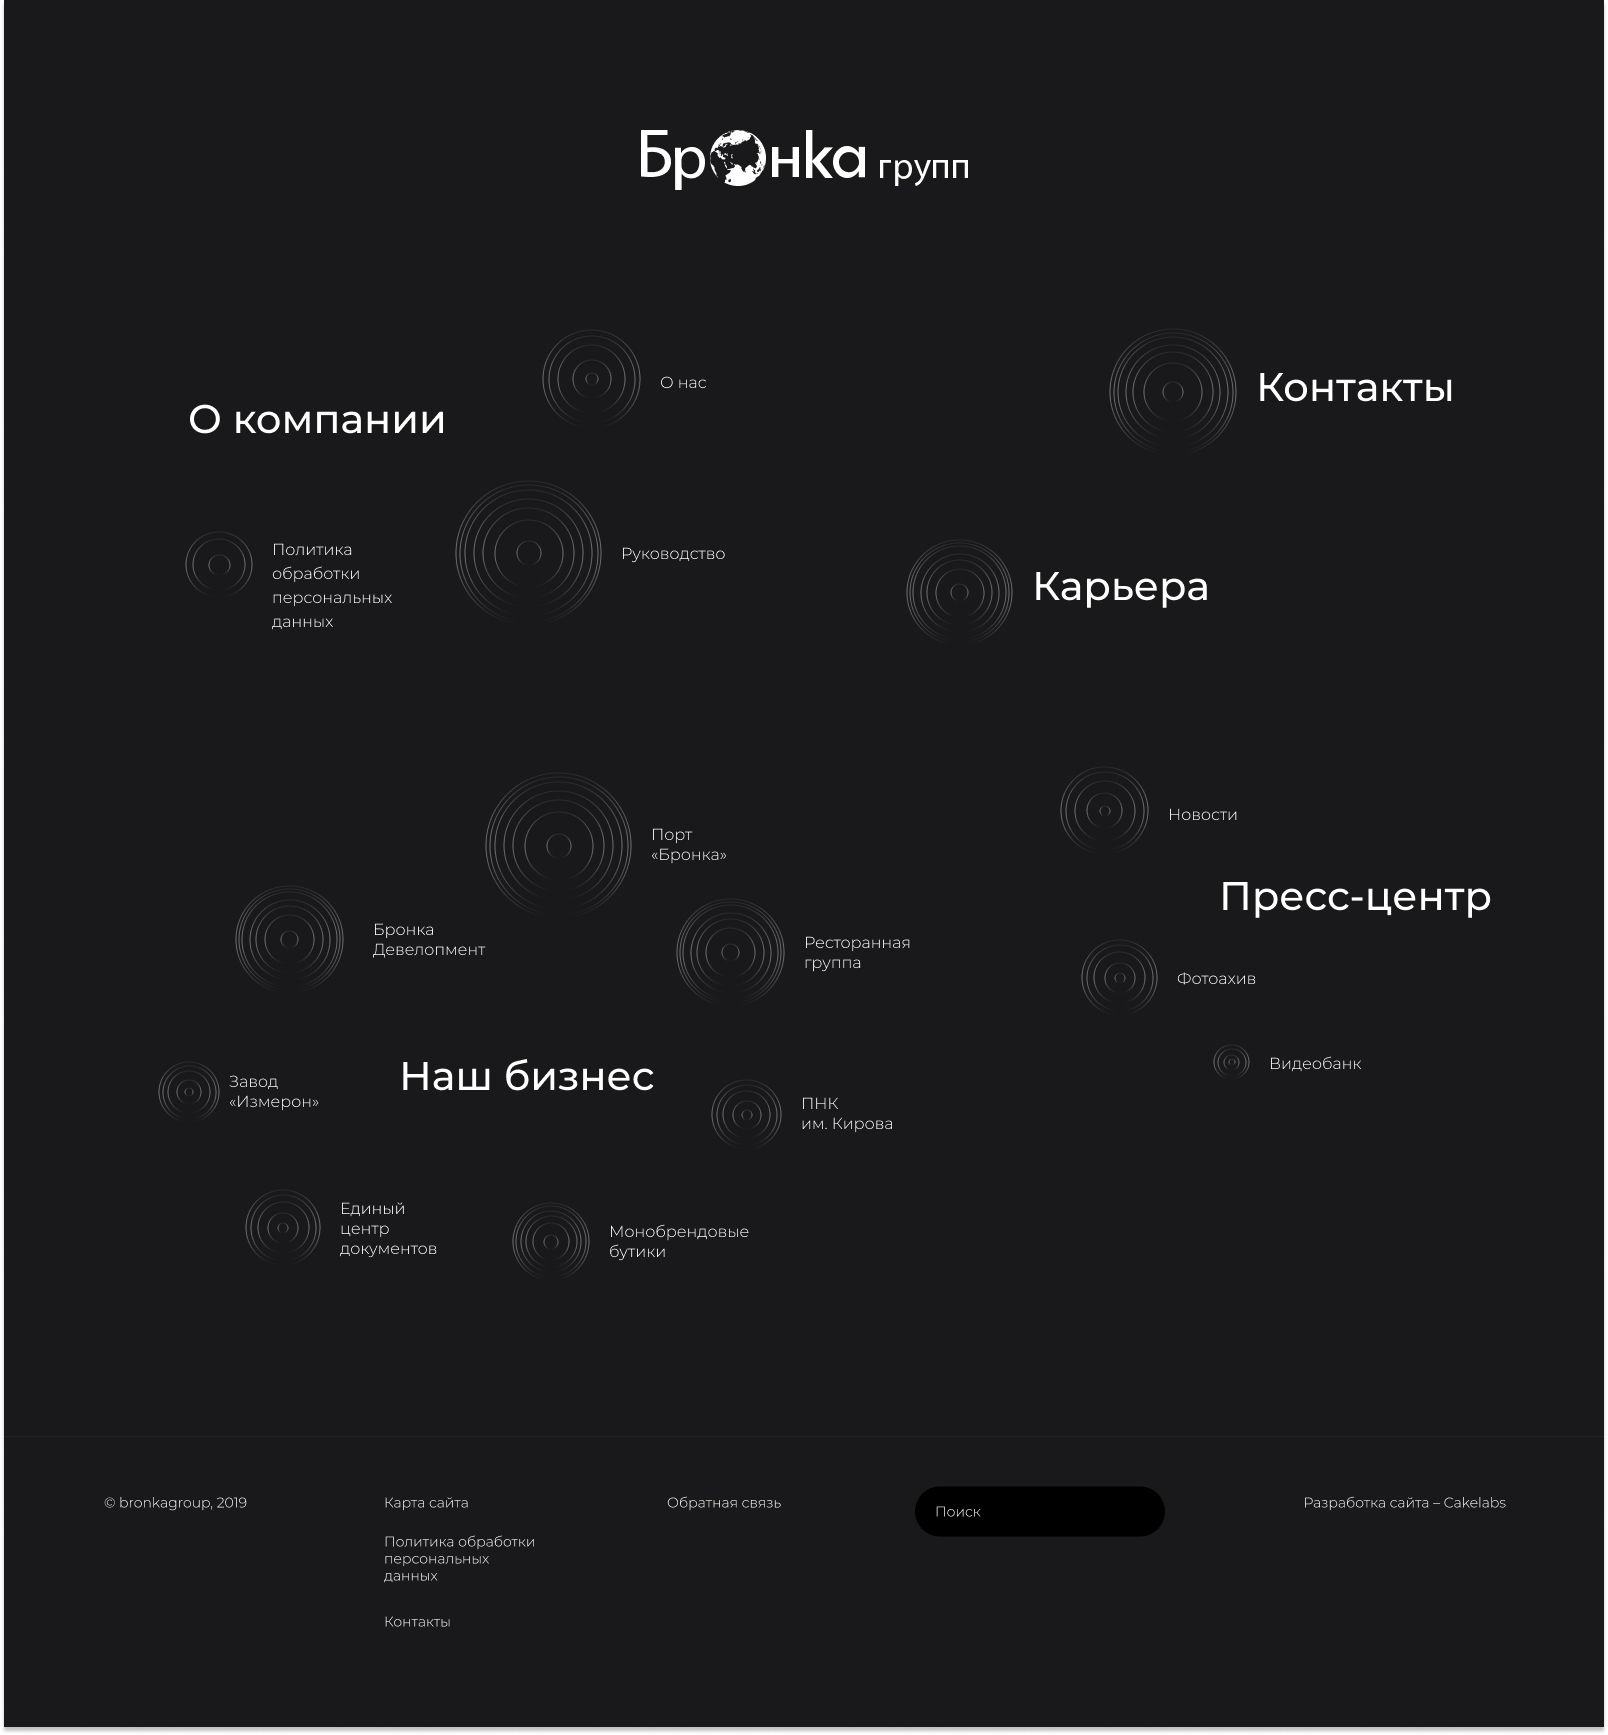 Бронка групп
О нас
Контакты
О компании
Политика
обработки
персональных
данных
Руководство
Карьера
Порт
«Бронка»
Новости
Пресс-центр
Бронка
Девелопмент
Ресторанная
группа
Фотоахив
Видеобанк
Завод
«Измерон»
Наш бизнес
ПНК
им. Кирова
Единый
центр
документов
Монобрендовые
бутики
© bronkagroup, 2019
Карта сайта
Политика обработки
персональных
данных
Контакты
Обратная связь
Поиск
Разработка сайта – Cakelabs